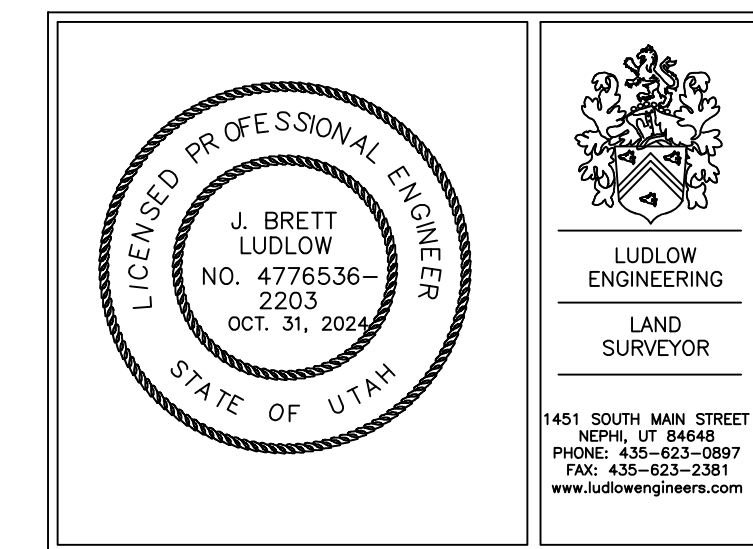 LICENSED PROFESSIONAL ENGINEER
J. BRETT
LUDLOW
NO. 4776536-
2203
OCT. 31, 2024
STATE OF UTAH
LUDLOW
ENGINEERING
LAND
SURVEYOR
1451 SOUTH MAIN STREET
NEPHI, UT 84648
PHONE: 435-623-0897
FAX: 435-623-2381
www.ludlowengineers.com